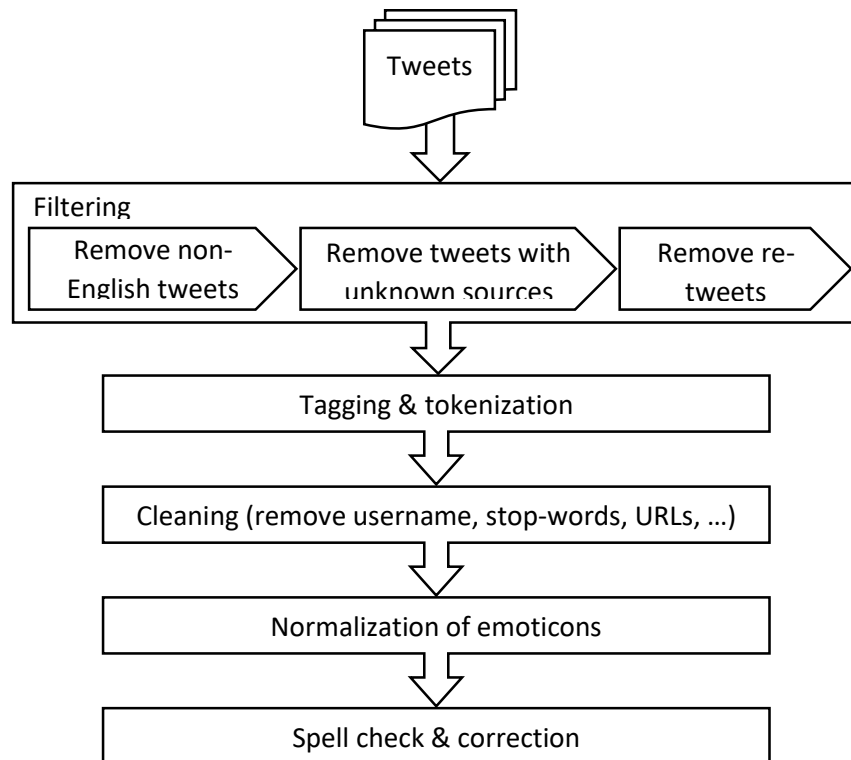 Tweets
Filtering
Remove non-
English tweets
Remove tweets with
unknown sources
Remove re-
tweets
Tagging & tokenization
Cleaning (remove username, stop-words, URLs, ...)
Normalization of emoticons
Spell check & correction